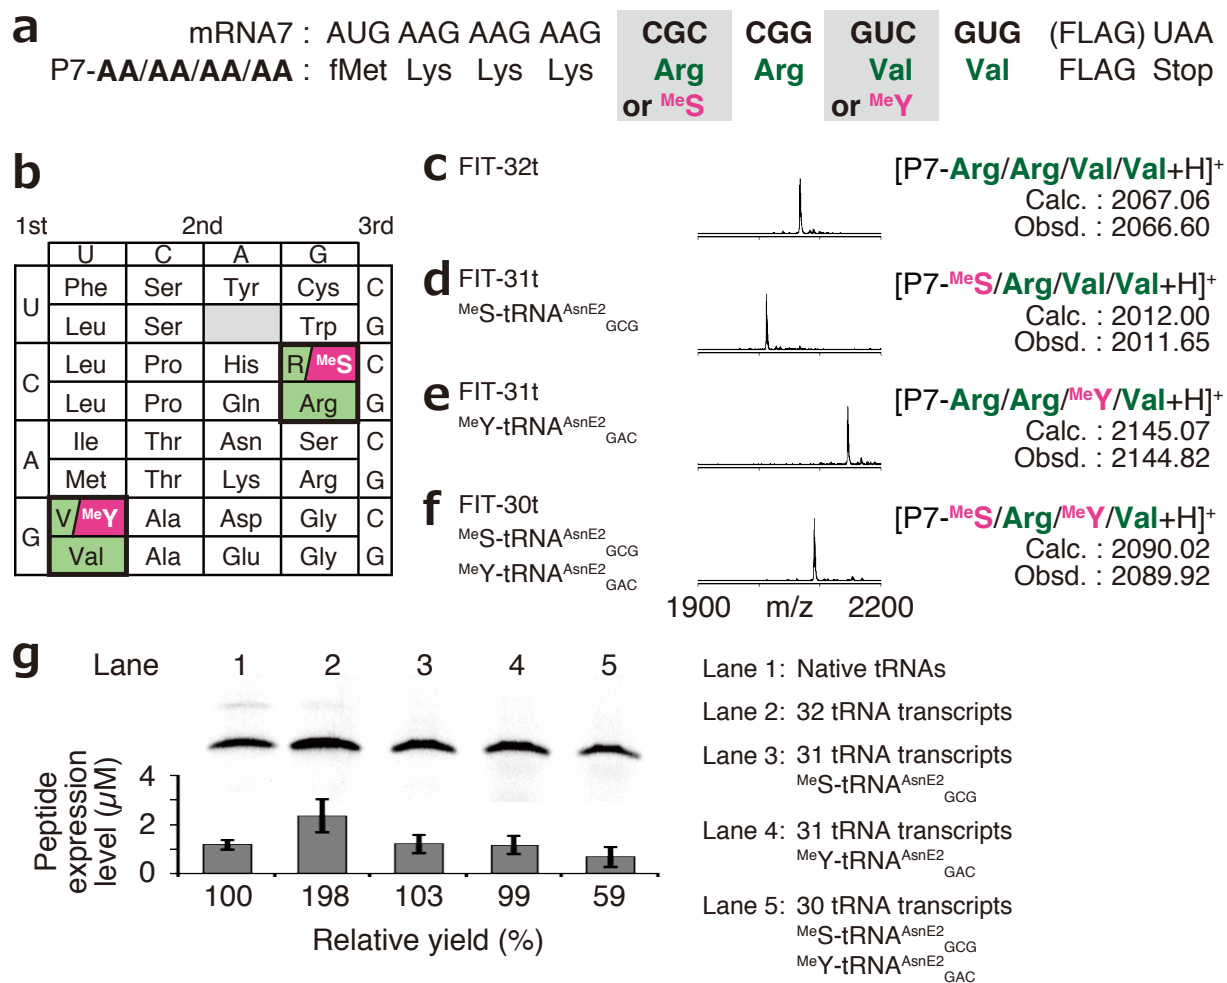 a
mRNA7 : AUG AAG AAG AAG CGC CGG GUC GUG (FLAG) UAA
P7-AA/AA/AA/AA : fMet Lys Lys Lys Arg Arg Val Val FLAG Stop
or MeS or MeY
b
1st 2nd 3rd
U C A G
U Phe Ser Tyr Cys C
Leu Ser Trp G
C Leu Pro His R/MeS C
Leu Pro Gln Arg G
A Ile Thr Asn Ser C
Met Thr Lys Arg G
G V/MeY Ala Asp Gly C
Val Ala Glu Gly G
c FIT-32t [P7-Arg/Arg/Val/Val+H]+
Calc. : 2067.06
Obsd. : 2066.60
d FIT-31t [P7-MeS/Arg/Val/Val+H]+
MeS-tRNAAsnE2GCG Calc. : 2012.00
Obsd. : 2011.65
e FIT-31t [P7-Arg/Arg/MeY/Val+H]+
MeY-tRNAAsnE2GAC Calc. : 2145.07
Obsd. : 2144.82
f FIT-30t [P7-MeS/Arg/MeY/Val+H]+
MeS-tRNAAsnE2GCG Calc. : 2090.02
MeY-tRNAAsnE2GAC Obsd. : 2089.92
1900 m/z 2200
g
Lane 1 2 3 4 5
Peptide
expression
level (µM)
4
2
0
100 198 103 99 59
Relative yield (%)
Lane 1: Native tRNAs
Lane 2: 32 tRNA transcripts
Lane 3: 31 tRNA transcripts
MeS-tRNAAsnE2GCG
Lane 4: 31 tRNA transcripts
MeY-tRNAAsnE2GAC
Lane 5: 30 tRNA transcripts
MeS-tRNAAsnE2GCG
MeY-tRNAAsnE2GAC